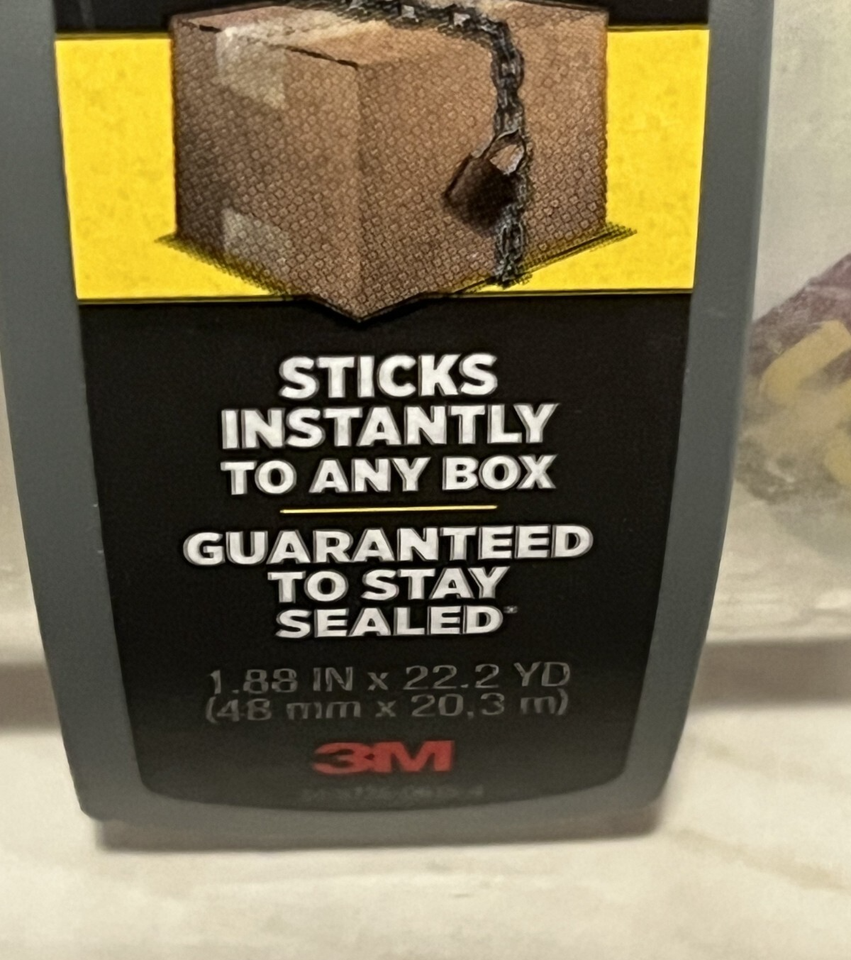 STICKS
INSTANTLY
TO ANY BOX
GUARANTEED
TO STAY
SEALED*
1.88 IN x 22.2 YD
(48 mm x 20,3 m)
3M